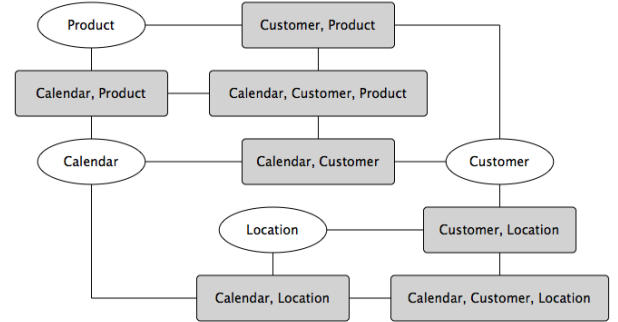 Product
Customer, Product
Calendar, Product
Calendar, Customer, Product
Calendar
Calendar, Customer
Customer
Location
Customer, Location
Calendar, Location
Calendar, Customer, Location